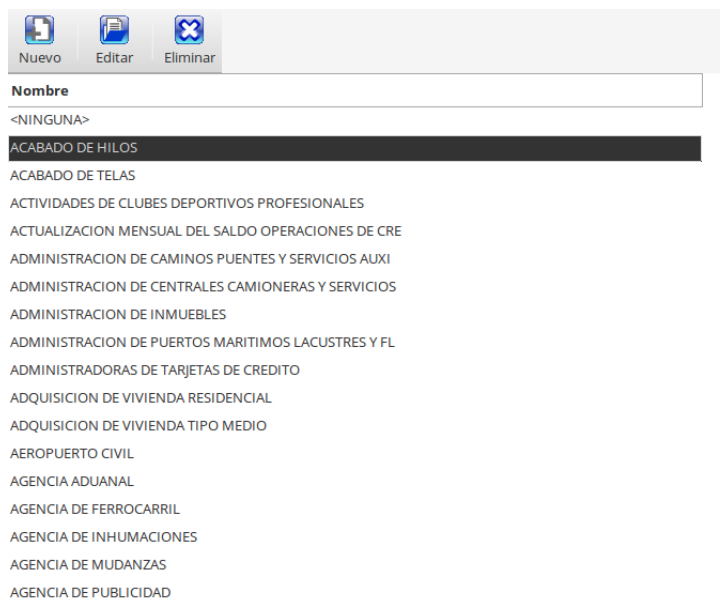 Nuevo Editar Eliminar
Nombre
<NINGUNA>
ACABADO DE HILOS
ACABADO DE TELAS
ACTIVIDADES DE CLUBES DEPORTIVOS PROFESIONALES
ACTUALIZACION MENSUAL DEL SALDO OPERACIONES DE CRE
ADMINISTRACION DE CAMINOS PUENTES Y SERVICIOS AUXI
ADMINISTRACION DE CENTRALES CAMIONERAS Y SERVICIOS
ADMINISTRACION DE INMUEBLES
ADMINISTRACION DE PUERTOS MARITIMOS LACUSTRES Y FL
ADMINISTRADORAS DE TARJETAS DE CREDITO
ADQUISICION DE VIVIENDA RESIDENCIAL
ADQUISICION DE VIVIENDA TIPO MEDIO
AEROPUERTO CIVIL
AGENCIA ADUANAL
AGENCIA DE FERROCARRIL
AGENCIA DE INHUMACIONES
AGENCIA DE MUDANZAS
AGENCIA DE PUBLICIDAD